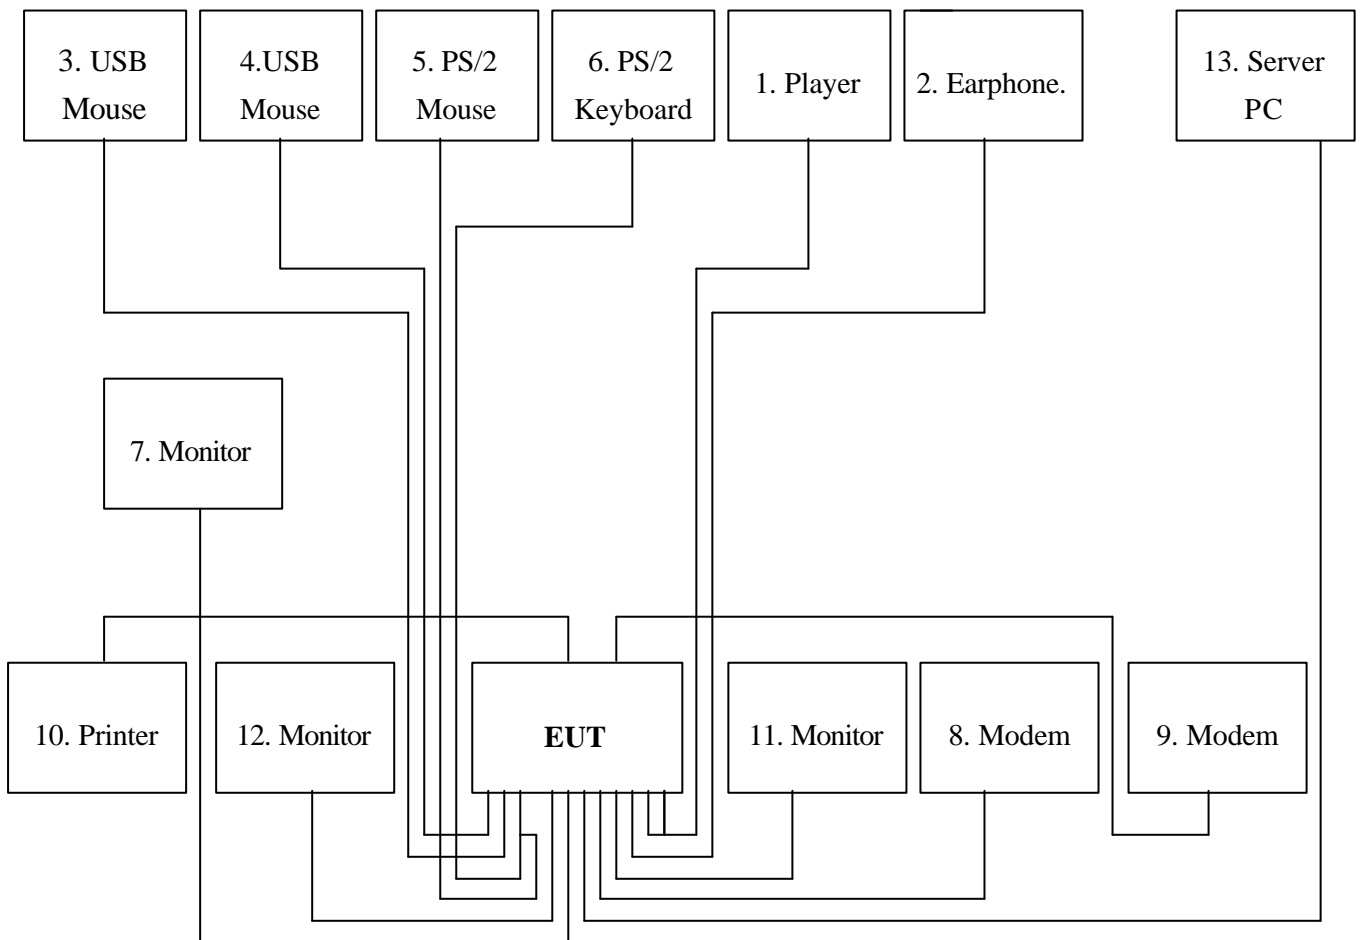 3. USB
Mouse
4.USB
Mouse
5. PS/2
Mouse
6. PS/2
Keyboard
1. Player
2. Earphone.
13. Server
PC
7. Monitor
10. Printer
12. Monitor
EUT
11. Monitor
8. Modem
9. Modem